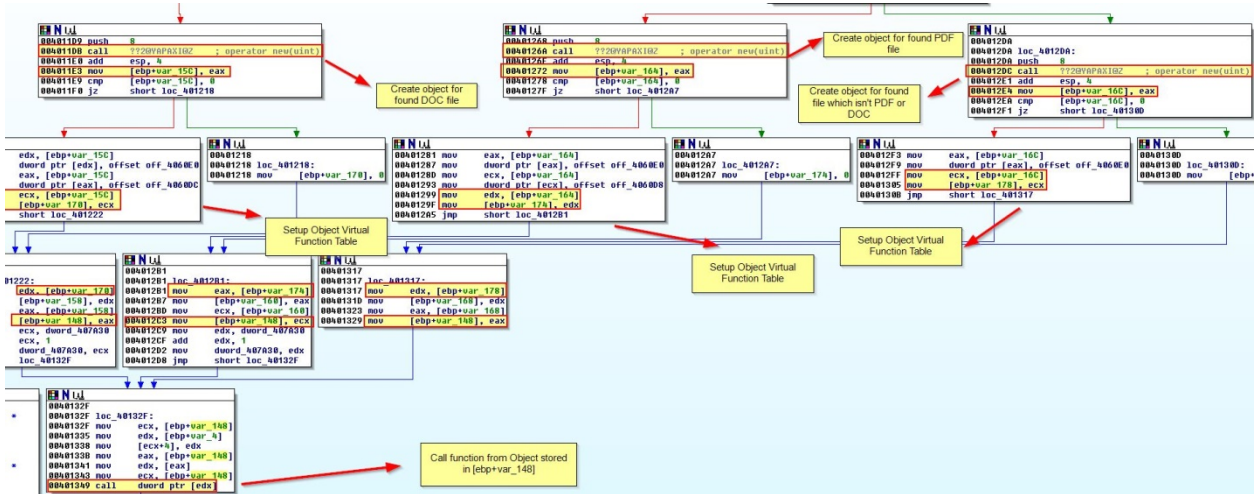 004011D9 push 8
004011DB call ??2@YAPAXI@Z ; operator new(uint)
004011E0 add esp, 4
004011E3 mov [ebp+var_15C], eax
004011E9 cmp [ebp+var_15C], 0
004011F0 jz short loc_401218
Create object for
found DOC file
00401268 push 8
0040126A call ??2@YAPAXI@Z ; operator new(uint)
0040126F add esp, 4
00401272 mov [ebp+var_164], eax
00401278 cmp [ebp+var_164], 0
0040127F jz short loc_4012A7
Create object for found PDF
file
Create object for found
file which isn't PDF or
DOC
004012DA
004012DA loc_4012DA:
004012DA push 8
004012DC call ??2@YAPAXI@Z ; operator new(uint)
004012E1 add esp, 4
004012E4 mov [ebp+var_16C], eax
004012EA cmp [ebp+var_16C], 0
004012F1 jz short loc_40130D
edx, [ebp+var_15C]
dword ptr [edx], offset off_4060E0
eax, [ebp+var_15C]
dword ptr [eax], offset off_4060DC
ecx, [ebp+var_15C]
[ebp+var_170], ecx
short loc_401222
00401218
00401218 loc_401218:
00401218 mov [ebp+var_170], 0
00401281 mov eax, [ebp+var_164]
00401287 mov dword ptr [eax], offset off_4060E0
0040128D mov ecx, [ebp+var_164]
00401293 mov dword ptr [ecx], offset off_4060D8
00401299 mov edx, [ebp+var_164]
0040129F mov [ebp+var_174], edx
004012A5 jmp short loc_4012B1
004012A7
004012A7 loc_4012A7:
004012A7 mov [ebp+var_174], 0
004012F3 mov eax, [ebp+var_16C]
004012F9 mov dword ptr [eax], offset off_4060E0
004012FF mov ecx, [ebp+var_16C]
00401305 mov [ebp+var_178], ecx
0040130B jmp short loc_401317
0040130D
0040130D loc_40130D:
0040130D mov [ebp+
Setup Object Virtual
Function Table
Setup Object Virtual
Function Table
Setup Object Virtual
Function Table
01222:
edx, [ebp+var_170]
[ebp+var_158], edx
eax, [ebp+var_158]
[ebp+var_148], eax
ecx, dword_407A30
ecx, 1
dword_407A30, ecx
loc_40132F
004012B1
004012B1 loc_4012B1:
004012B1 mov eax, [ebp+var_174]
004012B7 mov [ebp+var_160], eax
004012BD mov ecx, [ebp+var_160]
004012C3 mov [ebp+var_148], ecx
004012C9 mov edx, dword_407A30
004012CF add edx, 1
004012D2 mov dword_407A30, edx
004012D8 jmp short loc_40132F
00401317
00401317 loc_401317:
00401317 mov edx, [ebp+var_178]
0040131D mov [ebp+var_168], edx
00401323 mov eax, [ebp+var_168]
00401329 mov [ebp+var_148], eax
0040132F
0040132F loc_40132F:
0040132F mov ecx, [ebp+var_148]
00401335 mov edx, [ebp+var_4]
00401338 mov [ecx+4], edx
0040133B mov eax, [ebp+var_148]
00401341 mov edx, [eax]
00401343 mov ecx, [ebp+var_148]
00401349 call dword ptr [edx]
Call function from Object stored
in [ebp+var_148]